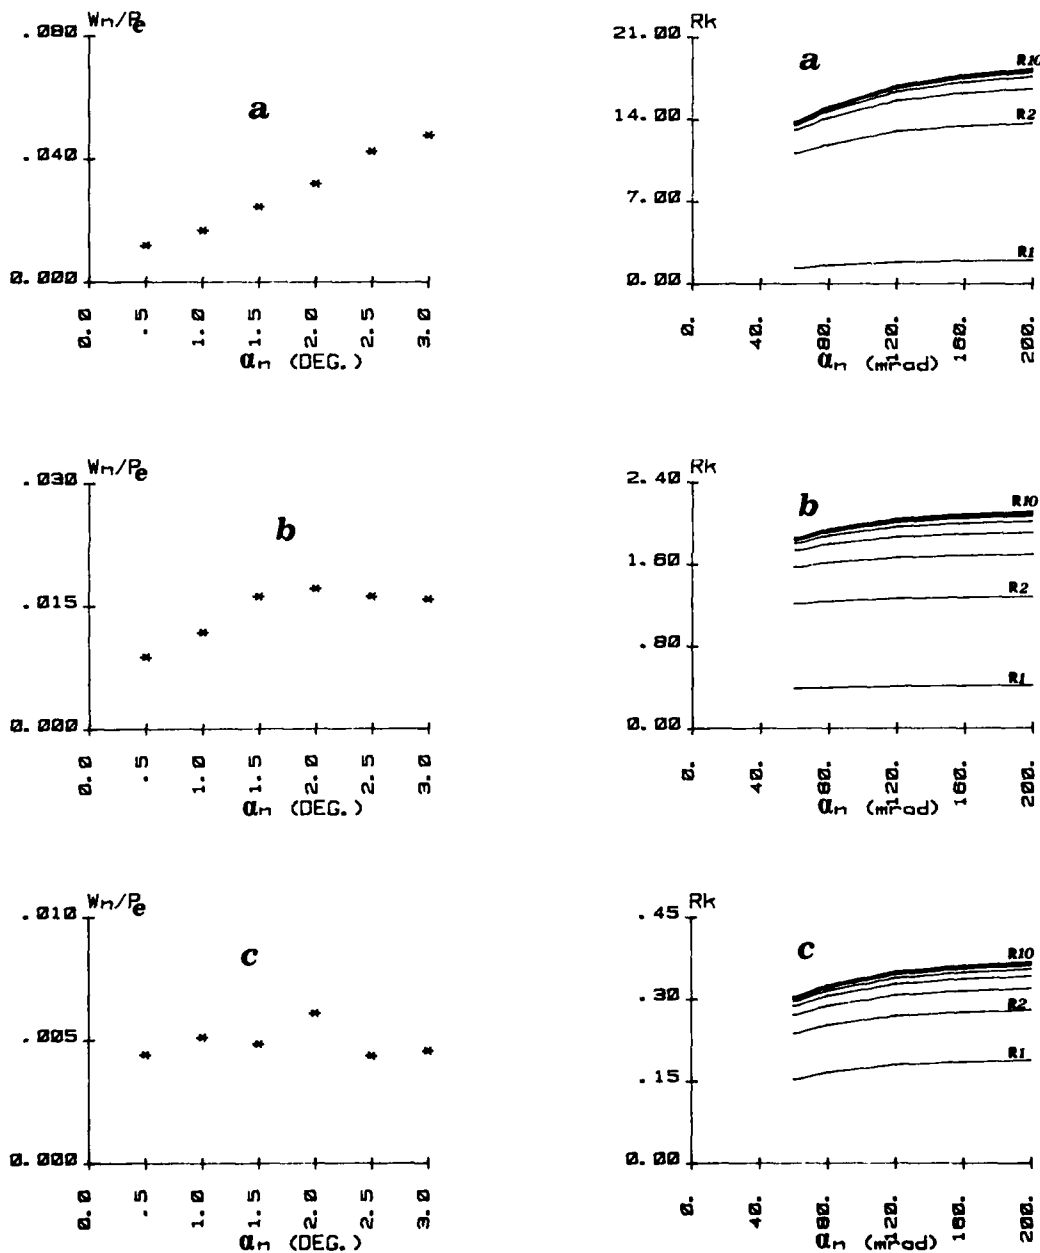 Wn/Pe
.080
.040
0.000
a
0.0
.5
1.0
1.5
2.0
2.5
3.0
αn (DEG.)
Rk
21.00
14.00
7.00
0.00
a
R10
R2
R1
0.
40.
80.
120.
160.
200.
αn (mrad)
Wn/Pe
.030
.015
0.000
b
0.0
.5
1.0
1.5
2.0
2.5
3.0
αn (DEG.)
Rk
2.40
1.60
.80
0.00
b
R10
R2
R1
0.
40.
80.
120.
160.
200.
αn (mrad)
Wn/Pe
.010
.005
0.000
c
0.0
.5
1.0
1.5
2.0
2.5
3.0
αn (DEG.)
Rk
.45
.30
.15
0.00
c
R10
R2
R1
0.
40.
80.
120.
160.
200.
αn (mrad)